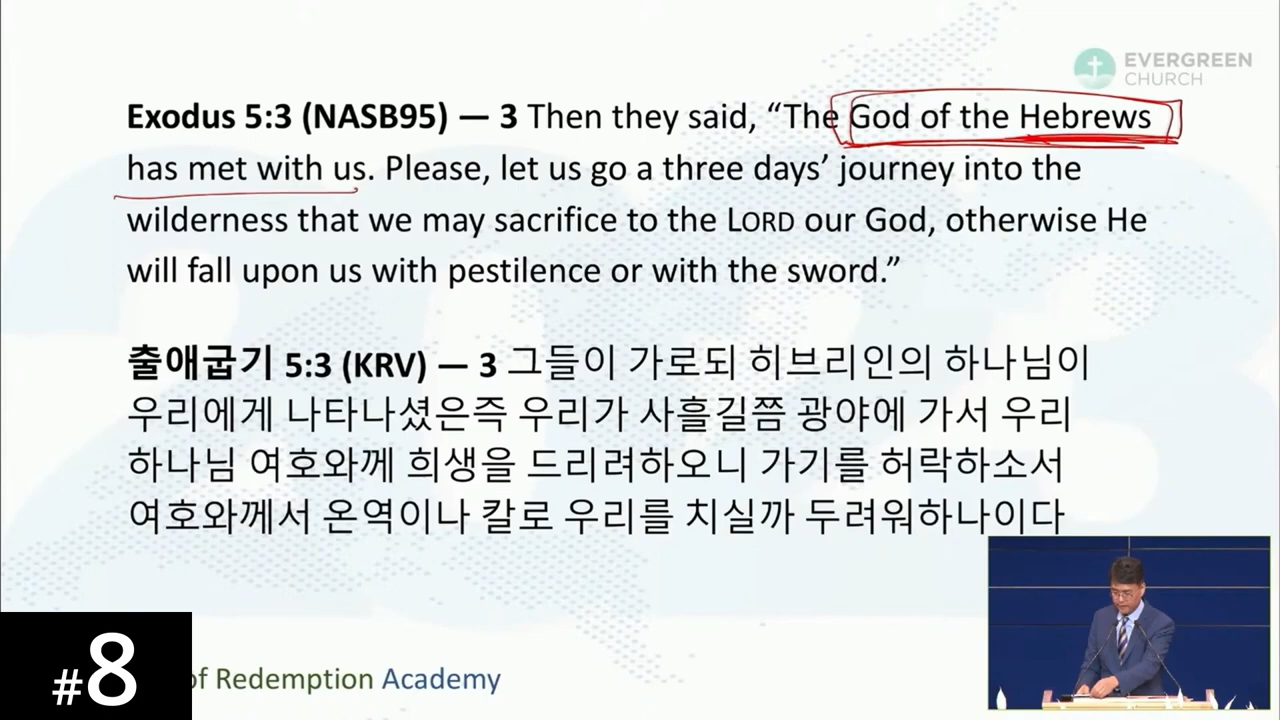 EVERGREEN
CHURCH
Exodus 5:3 (NASB95) — 3 Then they said, “The God of the Hebrews
has met with us. Please, let us go a three days’ journey into the
wilderness that we may sacrifice to the LORD our God, otherwise He
will fall upon us with pestilence or with the sword.”
출애굽기 5:3 (KRV) — 3 그들이 가로되 히브리인의 하나님이
우리에게 나타나셨은즉 우리가 사흘길쯤 광야에 가서 우리
하나님 여호와께 희생을 드리려하오니 가기를 허락하소서
여호와께서 온역이나 칼로 우리를 치실까 두려워하나이다
#8
of Redemption Academy